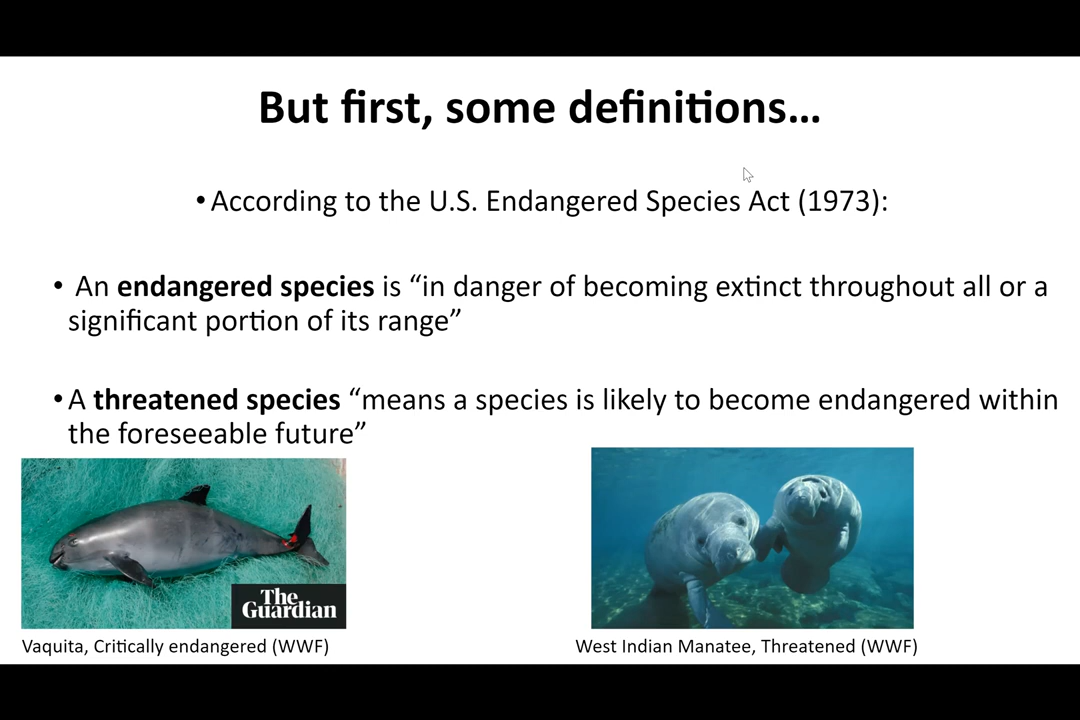 But first, some definitions…
•According to the U.S. Endangered Species Act (1973):
• An endangered species is “in danger of becoming extinct throughout all or a
significant portion of its range”
•A threatened species “means a species is likely to become endangered within
the foreseeable future”
The
Guardian
Vaquita, Critically endangered (WWF)
West Indian Manatee, Threatened (WWF)